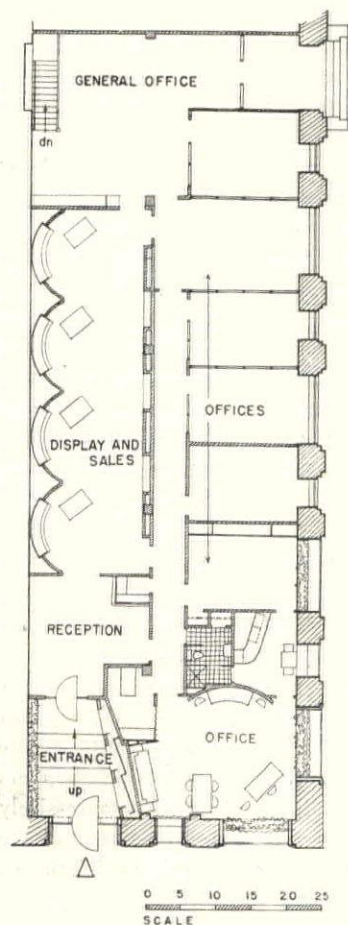 GENERAL OFFICE
dn
OFFICES
DISPLAY AND
SALES
RECEPTION
OFFICE
ENTRANCE
up
0 5 10 15 20 25
SCALE